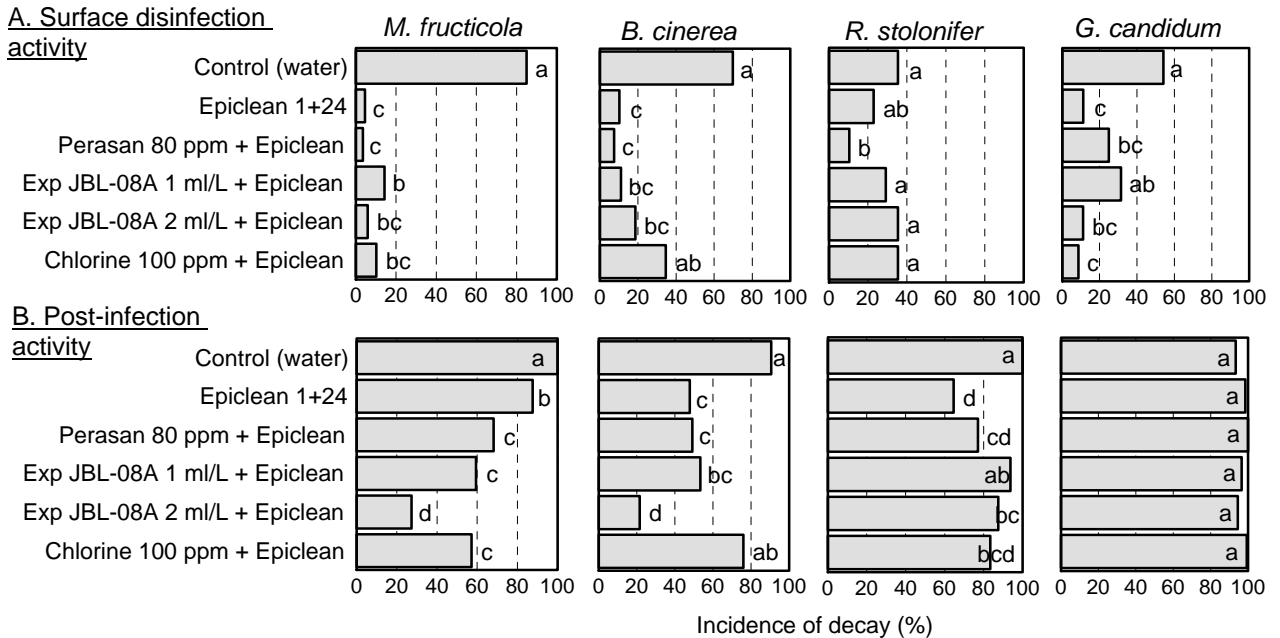 A. Surface disinfection
activity
M. fructicola B. cinerea R. stolonifer G. candidum
Control (water) a a a a
Epiclean 1+24 c c ab c
Perasan 80 ppm + Epiclean c c b bc
Exp JBL-08A 1 ml/L + Epiclean b bc a ab
Exp JBL-08A 2 ml/L + Epiclean bc bc a bc
Chlorine 100 ppm + Epiclean bc ab a c
0 20 40 60 80 100 0 20 40 60 80 100 0 20 40 60 80 100 0 20 40 60 80 100
B. Post-infection
activity
Control (water) a a a a
Epiclean 1+24 b c d a
Perasan 80 ppm + Epiclean c c cd a
Exp JBL-08A 1 ml/L + Epiclean c bc ab a
Exp JBL-08A 2 ml/L + Epiclean d d bc a
Chlorine 100 ppm + Epiclean c ab bcd a
0 20 40 60 80 100 0 20 40 60 80 100 0 20 40 60 80 100 0 20 40 60 80 100
Incidence of decay (%)